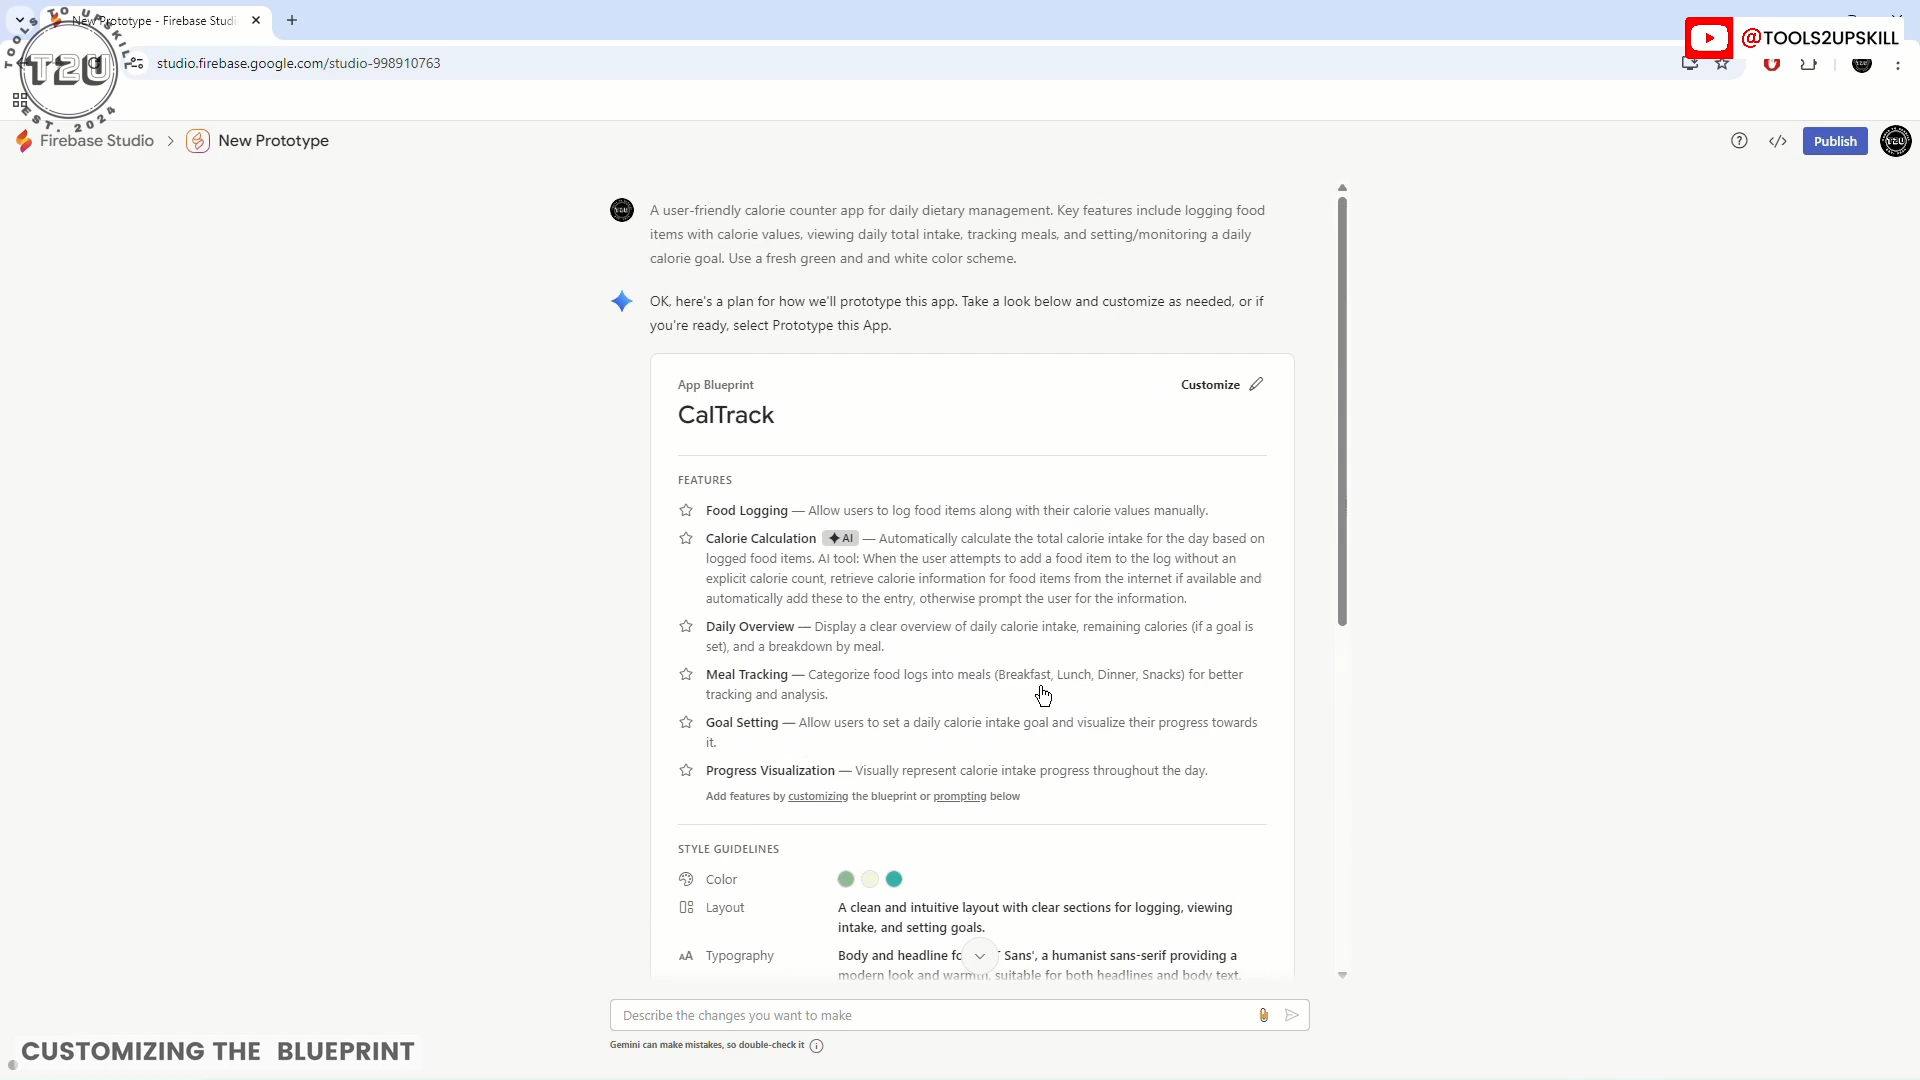 New Prototype - Firebase Studi
@TOOLS2UPSKILL
TOOLS TO UPSKILL
T2U
EST. 2024
studio.firebase.google.com/studio-998910763
Firebase Studio > New Prototype
Publish
A user-friendly calorie counter app for daily dietary management. Key features include logging food
items with calorie values, viewing daily total intake, tracking meals, and setting/monitoring a daily
calorie goal. Use a fresh green and and white color scheme.
OK, here's a plan for how we'll prototype this app. Take a look below and customize as needed, or if
you're ready, select Prototype this App.
App Blueprint
Customize
CalTrack
FEATURES
Food Logging — Allow users to log food items along with their calorie values manually.
Calorie Calculation AI — Automatically calculate the total calorie intake for the day based on
logged food items. AI tool: When the user attempts to add a food item to the log without an
explicit calorie count, retrieve calorie information for food items from the internet if available and
automatically add these to the entry, otherwise prompt the user for the information.
Daily Overview — Display a clear overview of daily calorie intake, remaining calories (if a goal is
set), and a breakdown by meal.
Meal Tracking — Categorize food logs into meals (Breakfast, Lunch, Dinner, Snacks) for better
tracking and analysis.
Goal Setting — Allow users to set a daily calorie intake goal and visualize their progress towards
it.
Progress Visualization — Visually represent calorie intake progress throughout the day.
Add features by customizing the blueprint or prompting below
STYLE GUIDELINES
Color
Layout
A clean and intuitive layout with clear sections for logging, viewing
intake, and setting goals.
Typography
Body and headline Sans', a humanist sans-serif providing a
modern look and warmth, suitable for both headlines and body text.
Describe the changes you want to make
Gemini can make mistakes, so double-check it
CUSTOMIZING THE BLUEPRINT